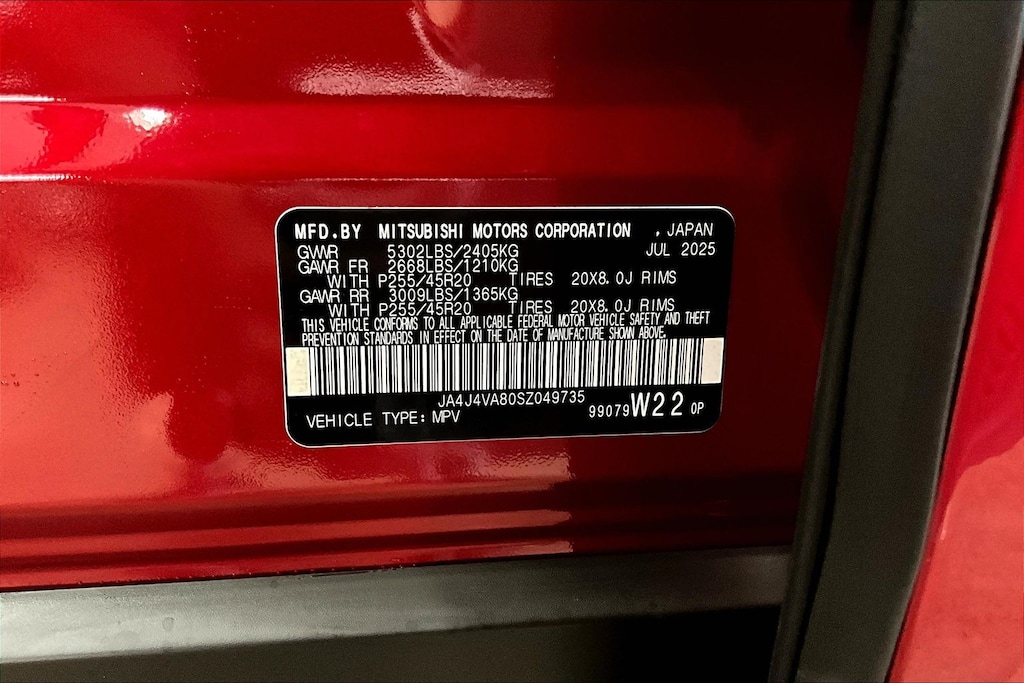 MFD.BY MITSUBISHI MOTORS CORPORATION , JAPAN
GVWR 5302LBS/2405KG JUL 2025
GAWR FR 2668LBS/1210KG
WITH P255/45R20 TIRES 20X8.0J RIMS
GAWR RR 3009LBS/1365KG
WITH P255/45R20 TIRES 20X8.0J RIMS
THIS VEHICLE CONFORMS TO ALL APPLICABLE FEDERAL MOTOR VEHICLE SAFETY AND THEFT
PREVENTION STANDARDS IN EFFECT ON THE DATE OF MANUFACTURE SHOWN ABOVE.
JA4J4VA80SZ049735
VEHICLE TYPE: MPV 99079 W22 0P